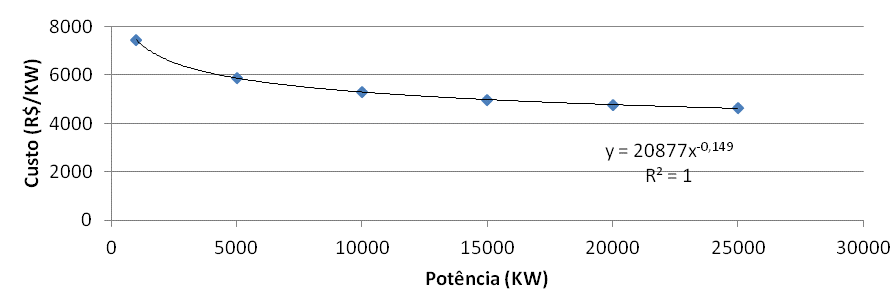 8000
6000
4000
2000
0
Custo (R$/KW)
y = 20877x^-0,149
R² = 1
0 5000 10000 15000 20000 25000 30000
Potência (KW)